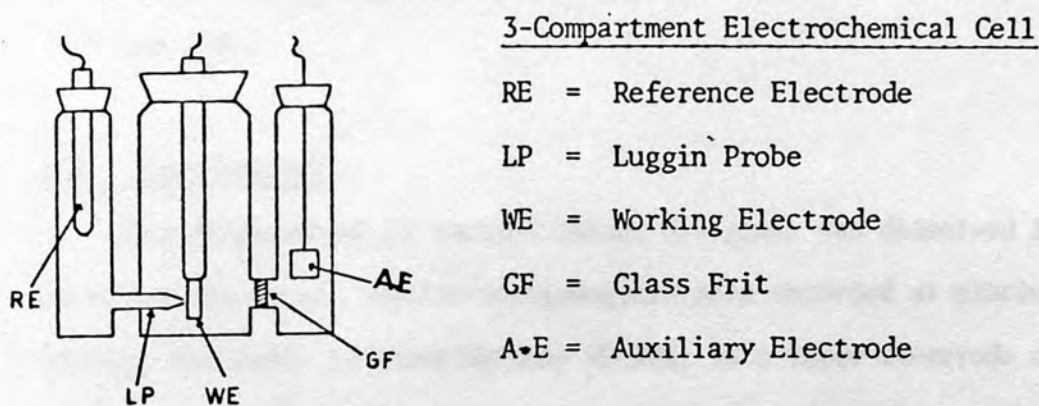 3-Compartment Electrochemical Cell
RE = Reference Electrode
LP = Luggin Probe
WE = Working Electrode
GF = Glass Frit
A•E = Auxiliary Electrode
RE
A.E
GF
LP
WE